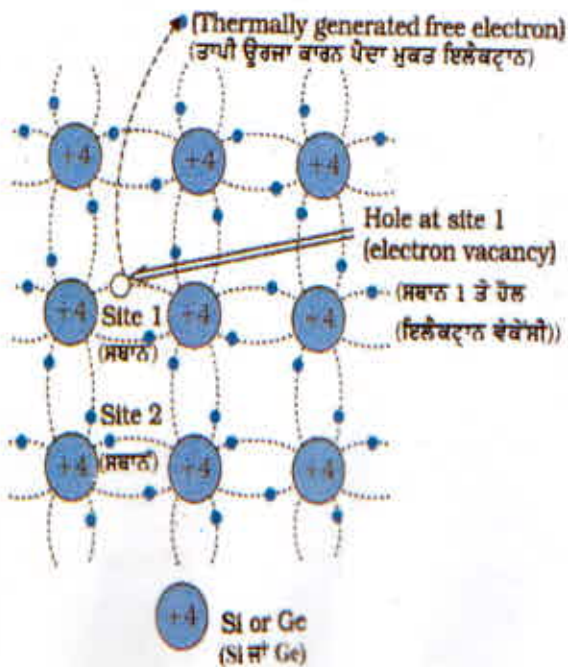 (Thermally generated free electron)
(ਤਾਪੀ ਊਰਜਾ ਕਾਰਨ ਪੈਦਾ ਮੁਕਤ ਇਲੈਕਟ੍ਰਾਨ)
+4 +4 +4
Hole at site 1
(electron vacancy)
(ਸਥਾਨ 1 ਤੇ ਹੋਲ
(ਇਲੈਕਟ੍ਰਾਨ ਵੇਕੇਂਸੀ))
+4 Site 1 +4 +4
(ਸਥਾਨ)
Site 2
+4 (ਸਥਾਨ) +4 +4
+4 Si or Ge
(Si ਜਾਂ Ge)